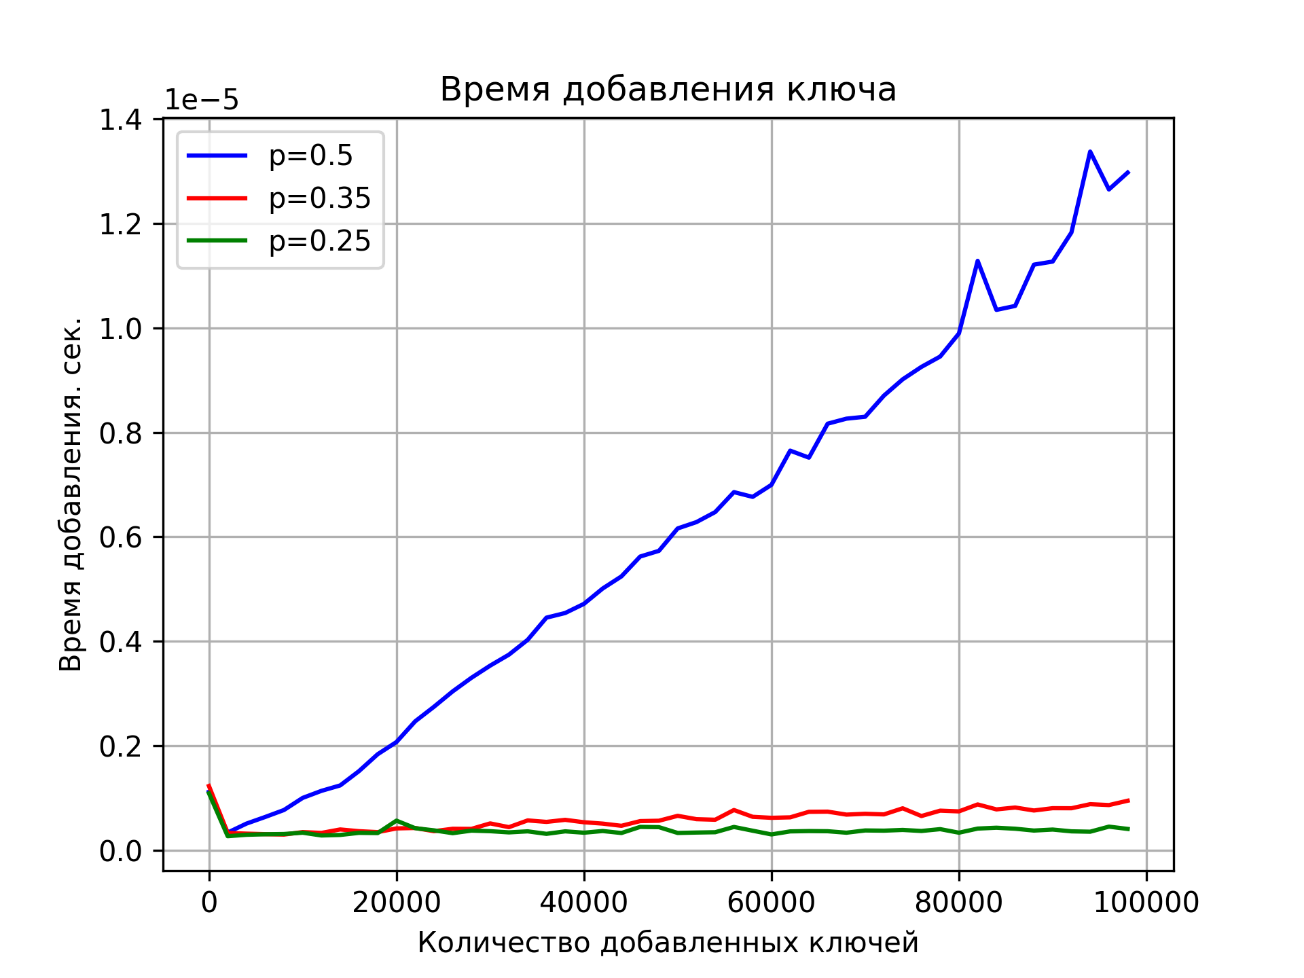 Время добавления ключа
1e−5
1.4
1.2
1.0
0.8
0.6
0.4
0.2
0.0
Время добавления. сек.
p=0.5
p=0.35
p=0.25
0 20000 40000 60000 80000 100000
Количество добавленных ключей